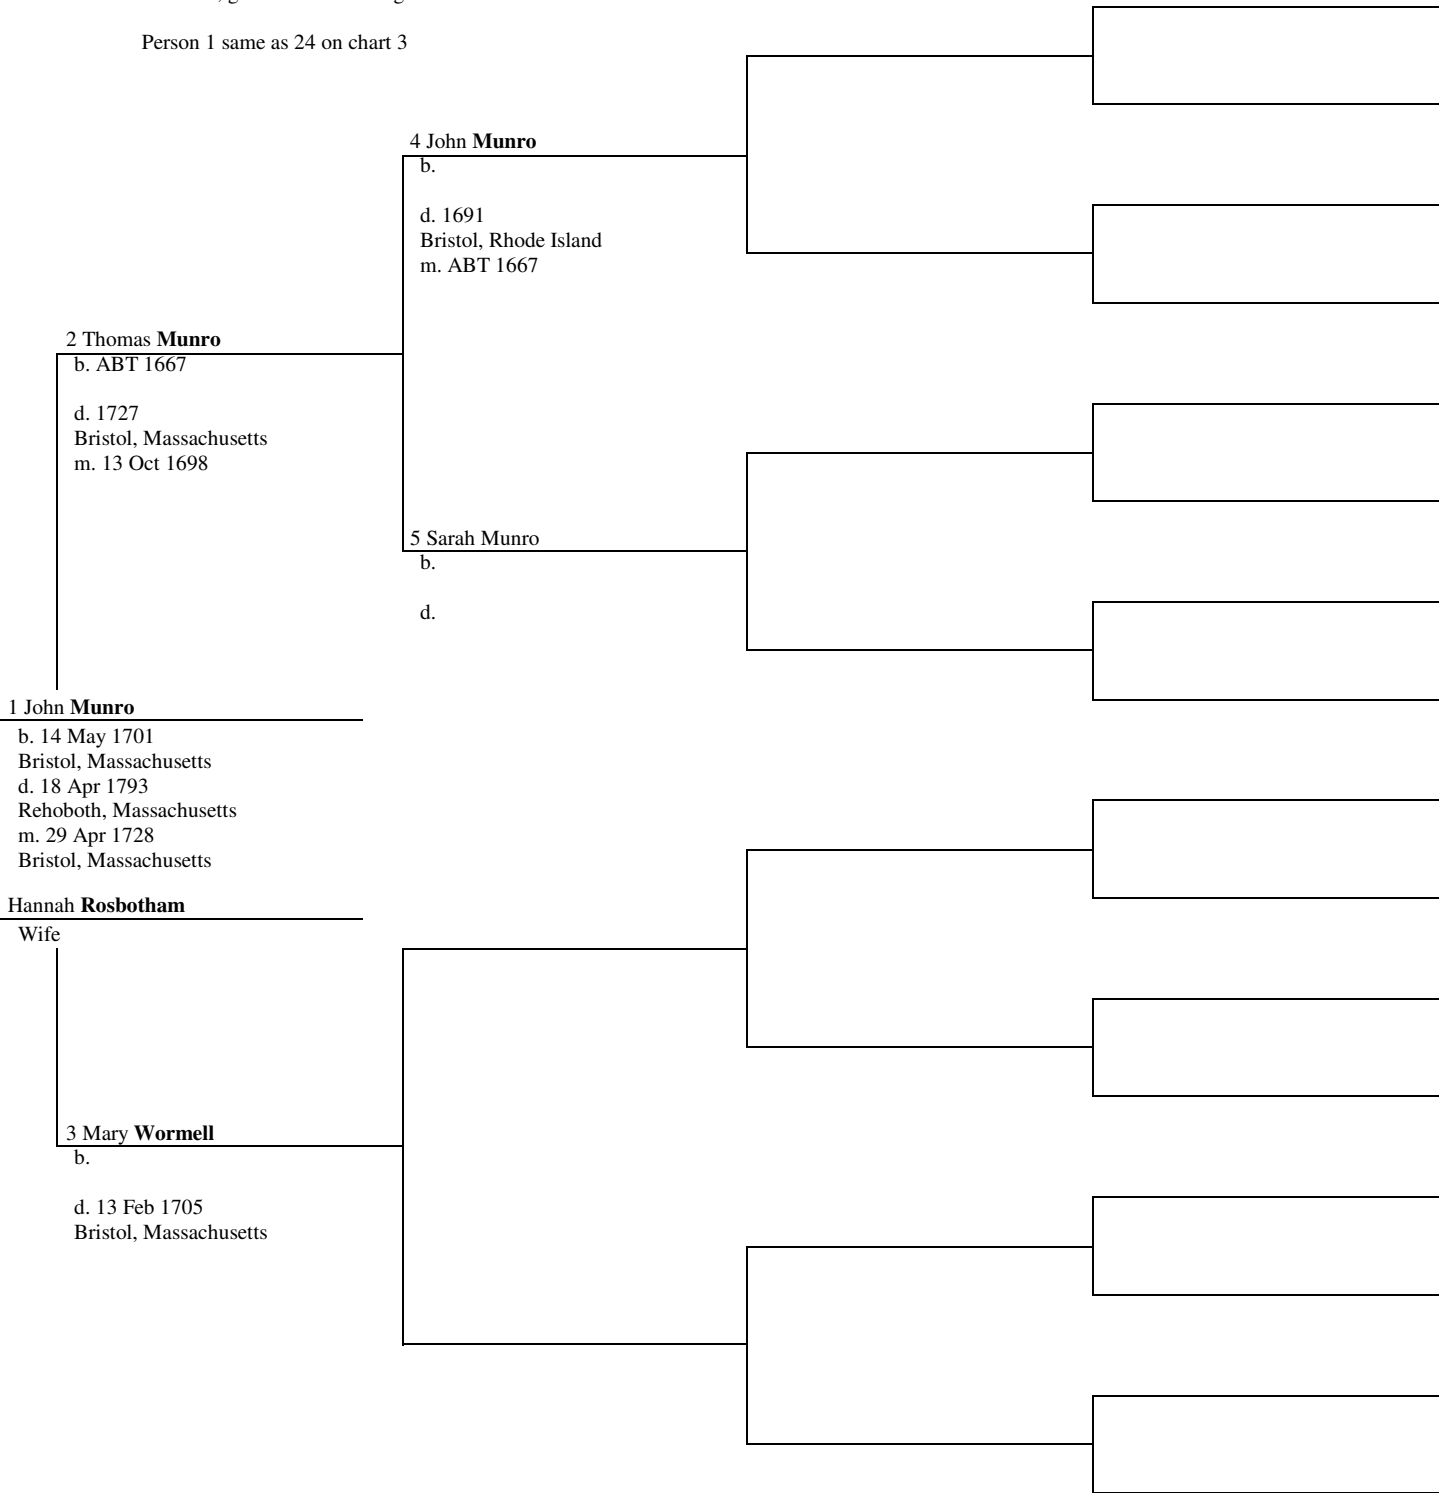 Person 1 same as 24 on chart 3
4 John Munro
b.
d. 1691
Bristol, Rhode Island
m. ABT 1667
2 Thomas Munro
b. ABT 1667
d. 1727
Bristol, Massachusetts
m. 13 Oct 1698
5 Sarah Munro
b.
d.
1 John Munro
b. 14 May 1701
Bristol, Massachusetts
d. 18 Apr 1793
Rehoboth, Massachusetts
m. 29 Apr 1728
Bristol, Massachusetts
Hannah Rosbotham
Wife
3 Mary Wormell
b.
d. 13 Feb 1705
Bristol, Massachusetts